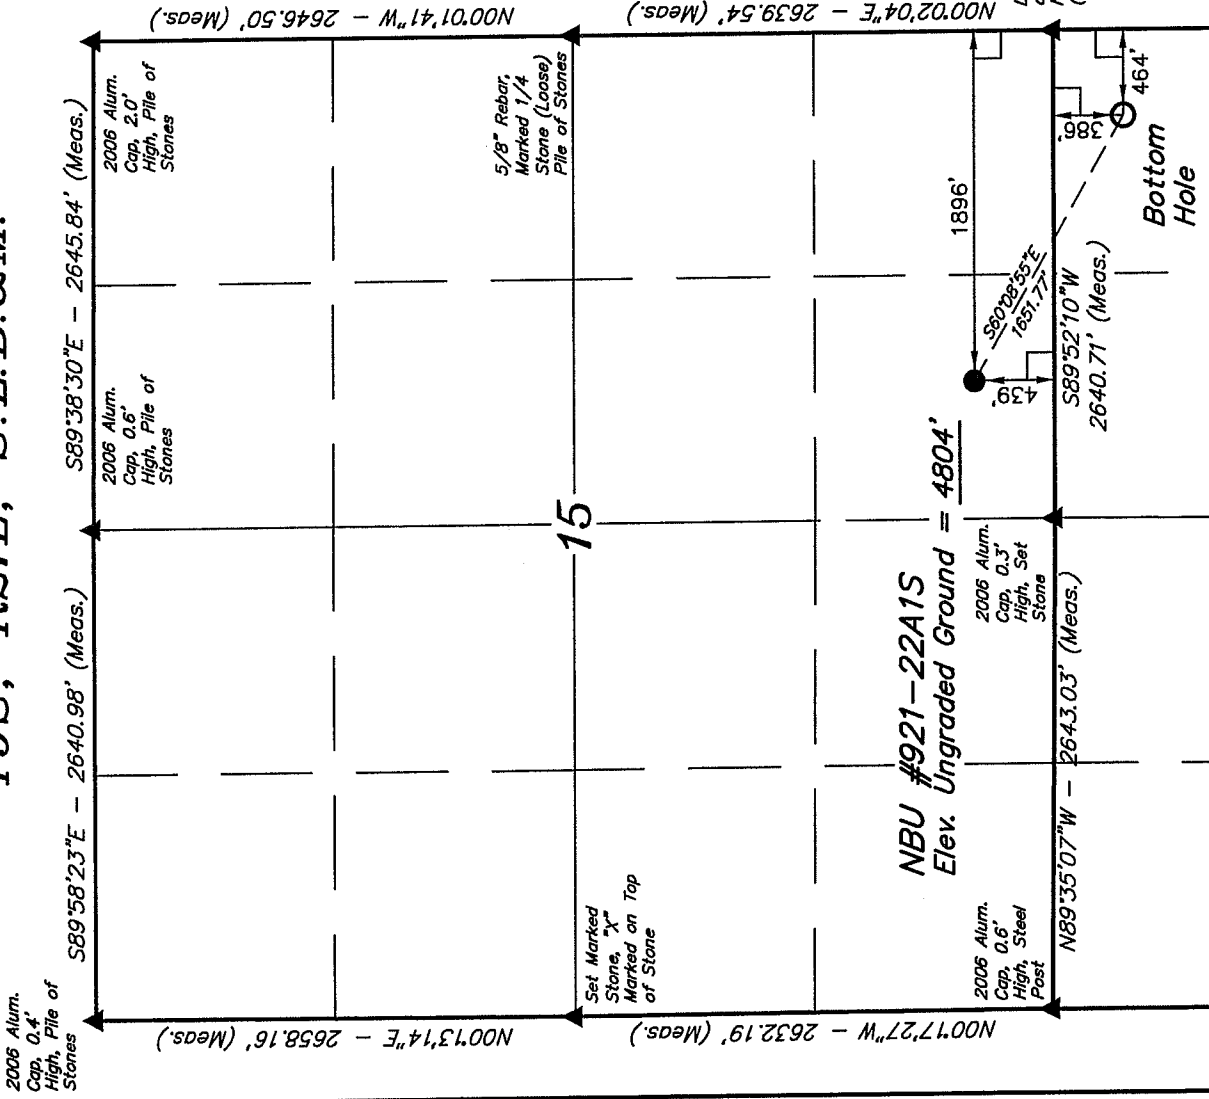 2006 Alum.
Cap, 0.4'
High, Pile of
Stones
S89°58'23"E - 2640.98' (Meas.)
2006 Alum.
Cap, 0.6'
High, Pile of
Stones
S89°38'30"E - 2645.84' (Meas.)
2006 Alum.
Cap, 2.0'
High, Pile of
Stones
N00°13'14"E - 2658.16' (Meas.)
N00°01'41"W - 2646.50' (Meas.)
Set Marked
Stone, "X"
Marked on Top
of Stone
15
5/8" Rebar,
Marked 1/4
Stone (Loose)
Pile of Stones
N00°17'27"W - 2632.19' (Meas.)
N00°02'04"E - 2639.54' (Meas.)
NBU #921-22A1S
Elev. Ungraded Ground = 4804'
1896'
439'
S60°08'55"E
1651.77'
2006 Alum.
Cap, 0.6'
High, Steel
Post
N89°35'07"W - 2643.03' (Meas.)
2006 Alum.
Cap, 0.3'
High, Set
Stone
S89°52'10"W
2640.71' (Meas.)
386'
464'
Bottom
Hole